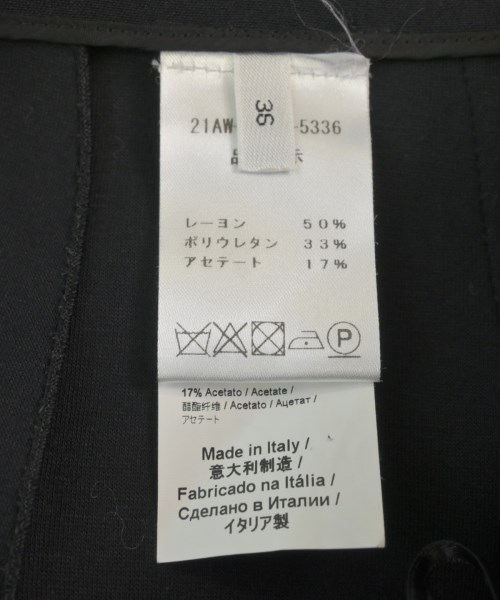 36
21AW-
-5336
品
示
レーヨン 50%
ポリウレタン 33%
アセテート 17%
P
17% Acetato / Acetate /
醋酯纤维 / Acetato / Ацетат /
アセテート
Made in Italy /
意大利制造 /
Fabricado na Itália /
Сделано в Италии /
イタリア製